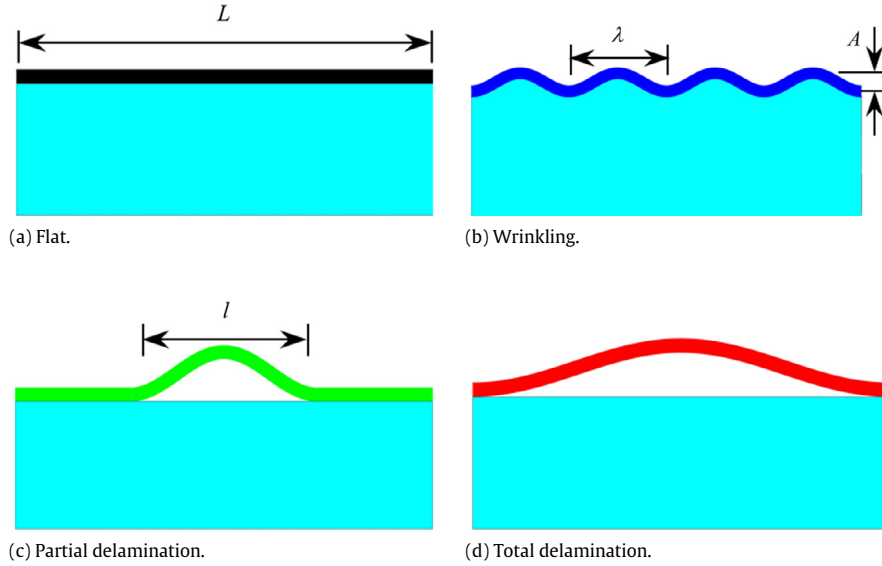 L
λ
A
(a) Flat.
(b) Wrinkling.
l
(c) Partial delamination.
(d) Total delamination.